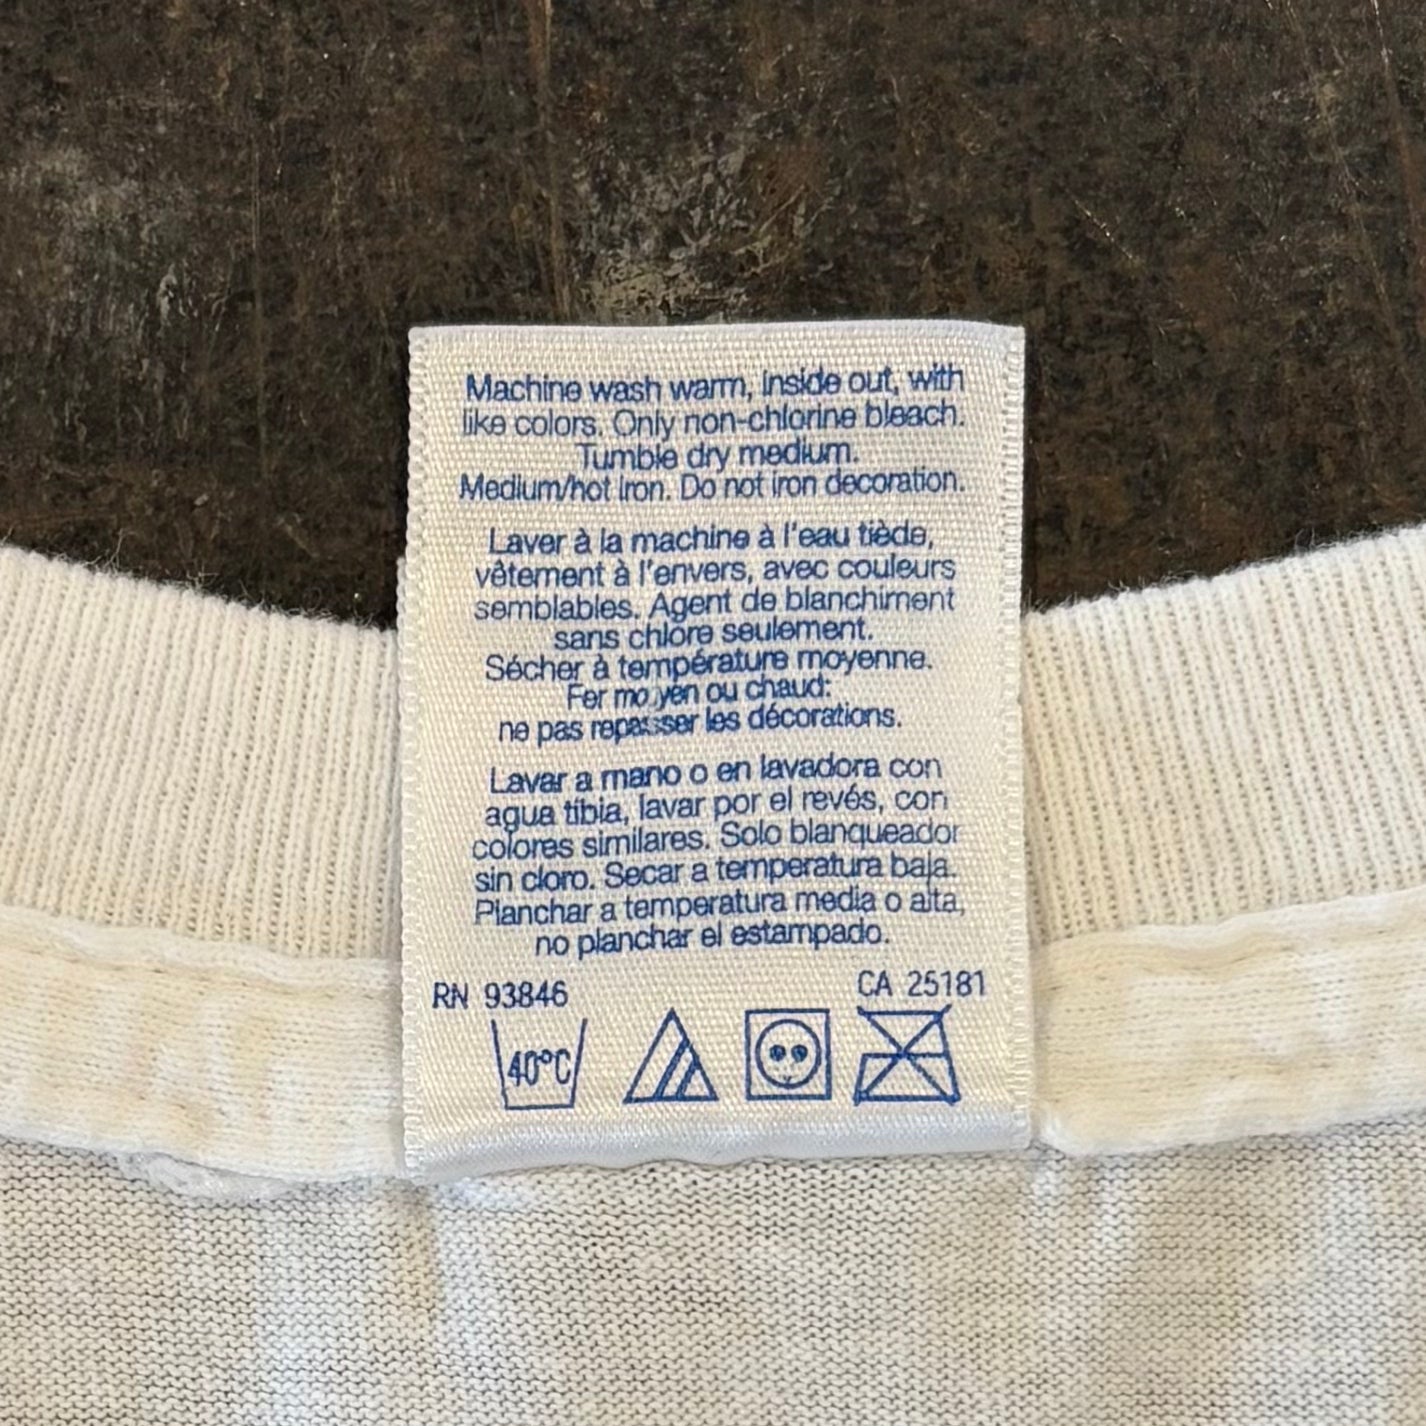 Machine wash warm, inside out, with
like colors. Only non-chlorine bleach.
Tumble dry medium.
Medium/hot iron. Do not iron decoration.
Laver à la machine à l'eau tiède,
vêtement à l'envers, avec couleurs
semblables. Agent de blanchiment
sans chlore seulement.
Sécher à température moyenne.
Fer moyen ou chaud:
ne pas repasser les décorations.
Lavar a mano o en lavadora con
agua tibia, lavar por el revés, con
colores similares. Solo blanqueador
sin cloro. Secar a temperatura baja.
Planchar a temperatura media o alta,
no planchar el estampado.
RN 93846 CA 25181
40°C